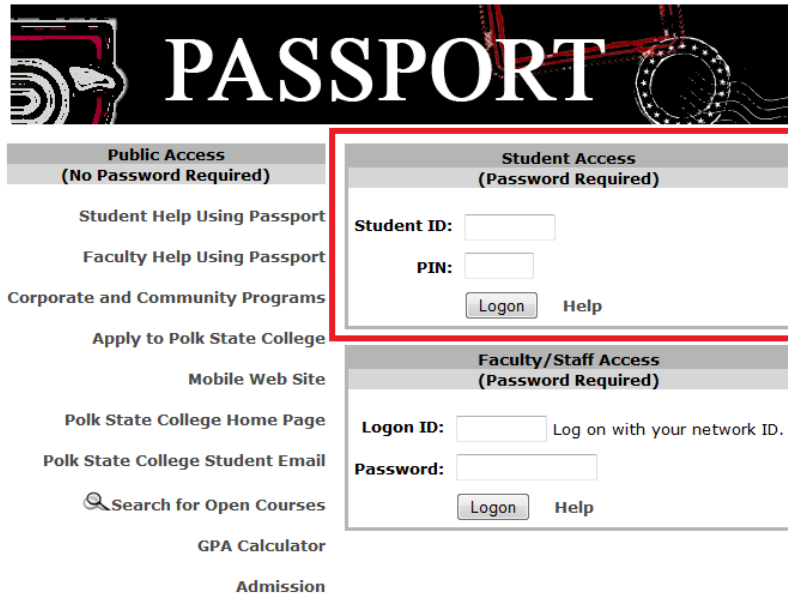 PASSPORT
Public Access
(No Password Required)
Student Help Using Passport
Faculty Help Using Passport
Corporate and Community Programs
Apply to Polk State College
Mobile Web Site
Polk State College Home Page
Polk State College Student Email
Search for Open Courses
GPA Calculator
Admission
Student Access
(Password Required)
Student ID:
PIN:
Logon Help
Faculty/Staff Access
(Password Required)
Logon ID: Log on with your network ID.
Password:
Logon Help